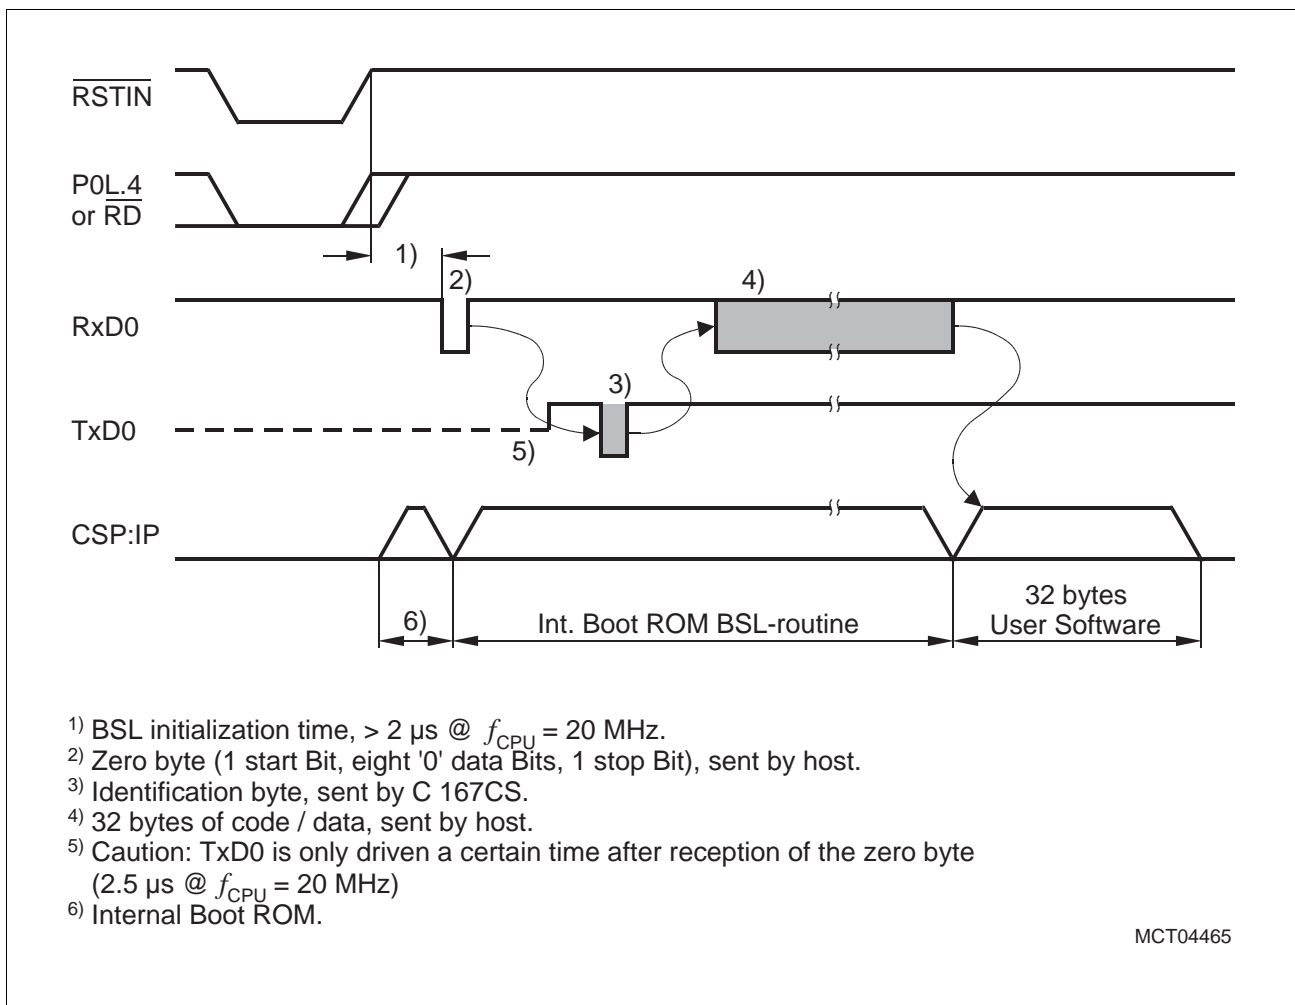 RSTIN
P0L.4
or RD
1)
2)
4)
RxD0
3)
TxD0
5)
CSP:IP
6)
Int. Boot ROM BSL-routine
32 bytes
User Software
1) BSL initialization time, > 2 µs @ fCPU = 20 MHz.
2) Zero byte (1 start Bit, eight '0' data Bits, 1 stop Bit), sent by host.
3) Identification byte, sent by C 167CS.
4) 32 bytes of code / data, sent by host.
5) Caution: TxD0 is only driven a certain time after reception of the zero byte
(2.5 µs @ fCPU = 20 MHz)
6) Internal Boot ROM.
MCT04465